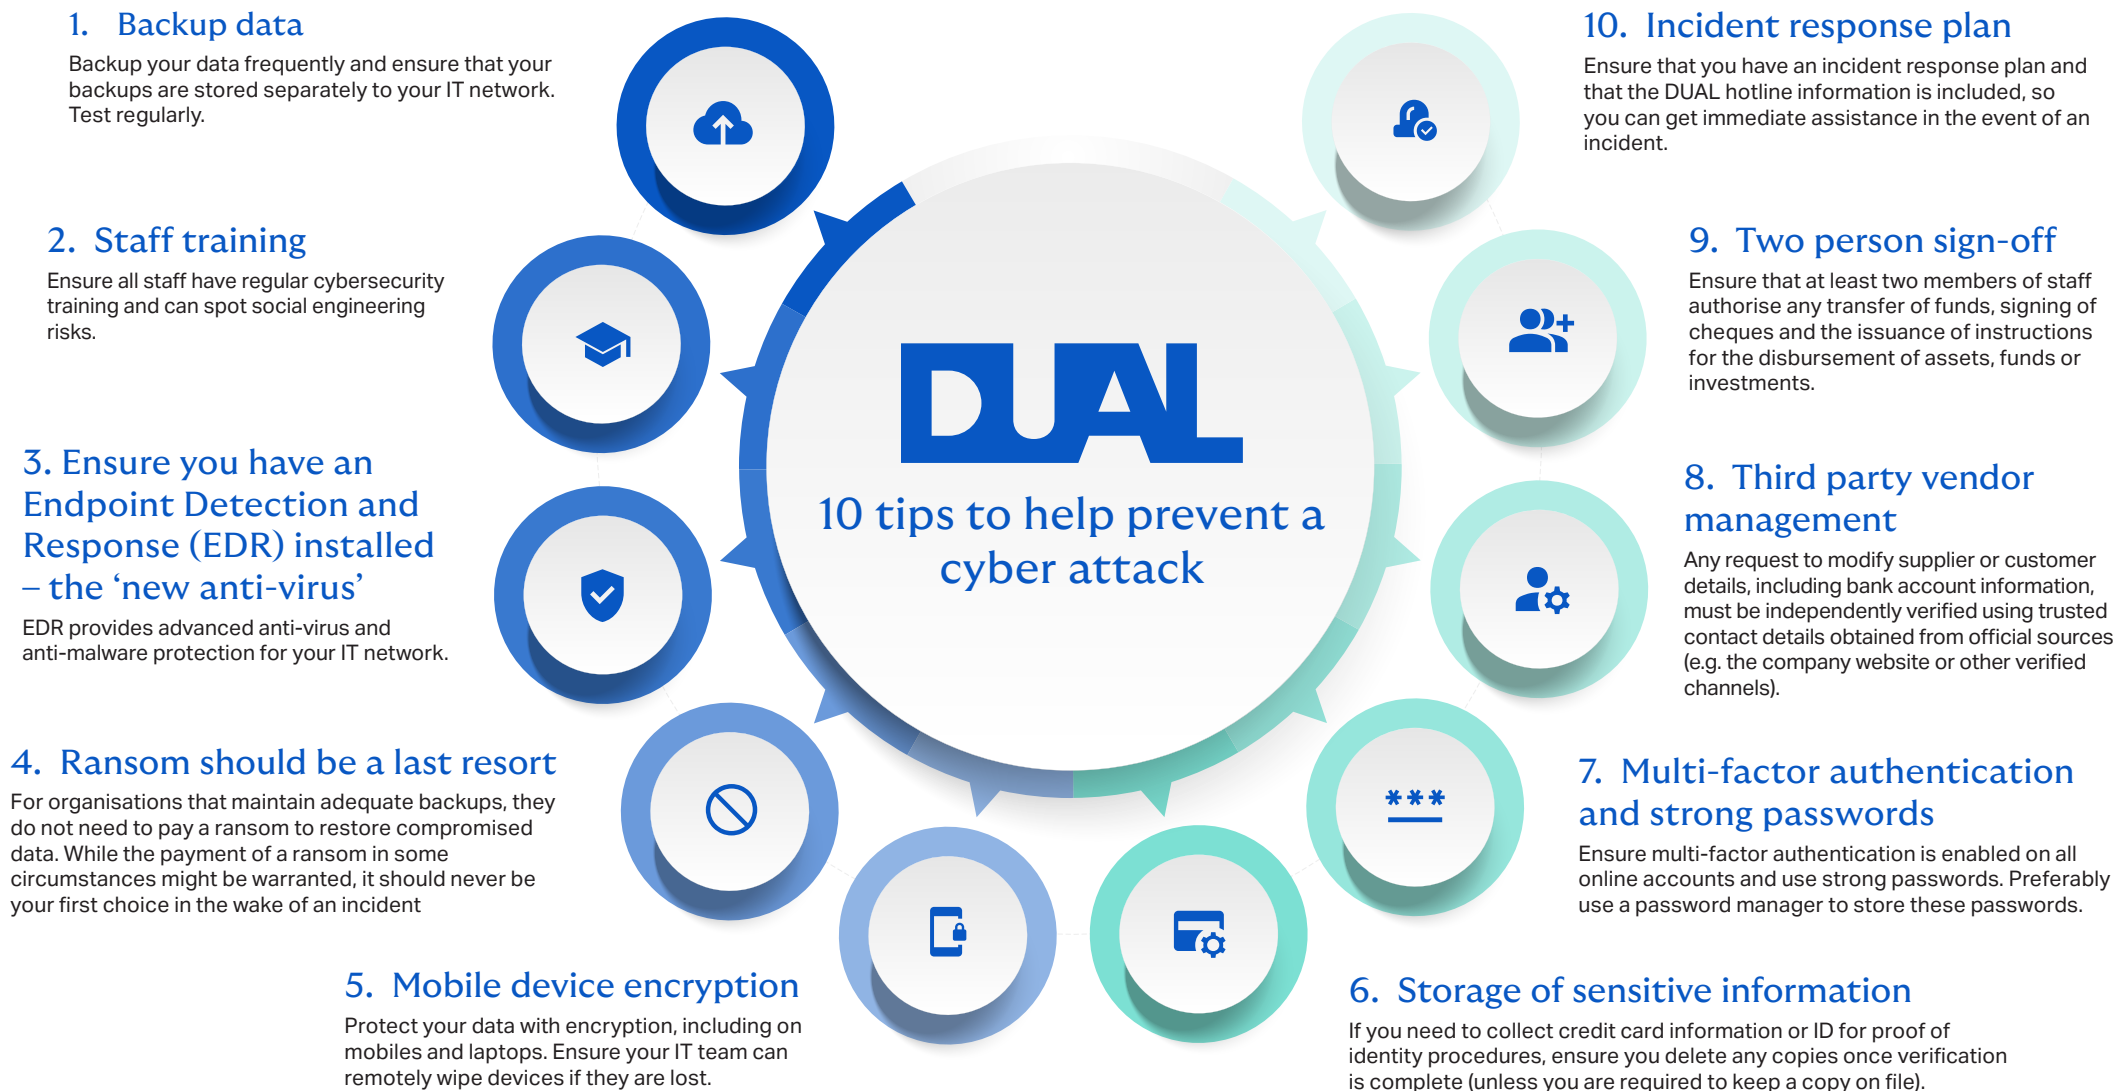 1. Backup data
Backup your data frequently and ensure that your
backups are stored separately to your IT network.
Test regularly.
2. Staff training
Ensure all staff have regular cybersecurity
training and can spot social engineering
risks.
3. Ensure you have an
Endpoint Detection and
Response (EDR) installed
– the ‘new anti-virus’
EDR provides advanced anti-virus and
anti-malware protection for your IT network.
4. Ransom should be a last resort
For organisations that maintain adequate backups, they
do not need to pay a ransom to restore compromised
data. While the payment of a ransom in some
circumstances might be warranted, it should never be
your first choice in the wake of an incident
5. Mobile device encryption
Protect your data with encryption, including on
mobiles and laptops. Ensure your IT team can
remotely wipe devices if they are lost.
DUAL
10 tips to help prevent a
cyber attack
***
6. Storage of sensitive information
If you need to collect credit card information or ID for proof of
identity procedures, ensure you delete any copies once verification
is complete (unless you are required to keep a copy on file).
7. Multi-factor authentication
and strong passwords
Ensure multi-factor authentication is enabled on all
online accounts and use strong passwords. Preferably
use a password manager to store these passwords.
8. Third party vendor
management
Any request to modify supplier or customer
details, including bank account information,
must be independently verified using trusted
contact details obtained from official sources
(e.g. the company website or other verified
channels).
9. Two person sign-off
Ensure that at least two members of staff
authorise any transfer of funds, signing of
cheques and the issuance of instructions
for the disbursement of assets, funds or
investments.
10. Incident response plan
Ensure that you have an incident response plan and
that the DUAL hotline information is included, so
you can get immediate assistance in the event of an
incident.